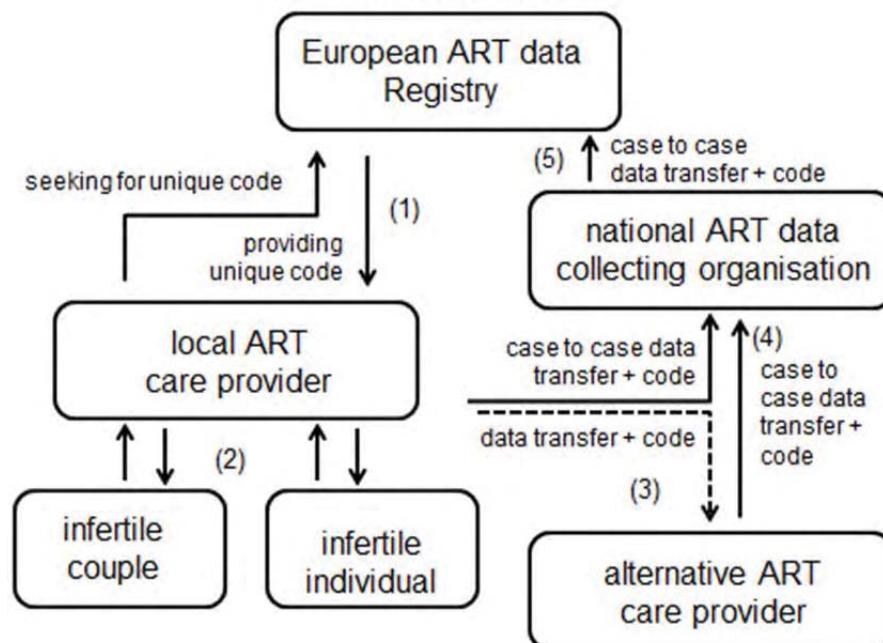 European ART data
Registry
seeking for unique code
(1)
providing
unique code
(5)
case to case
data transfer + code
national ART data
collecting organisation
local ART
care provider
case to case data
transfer + code
(4)
case to
case data
transfer +
code
data transfer + code
(2)
(3)
infertile
couple
infertile
individual
alternative ART
care provider